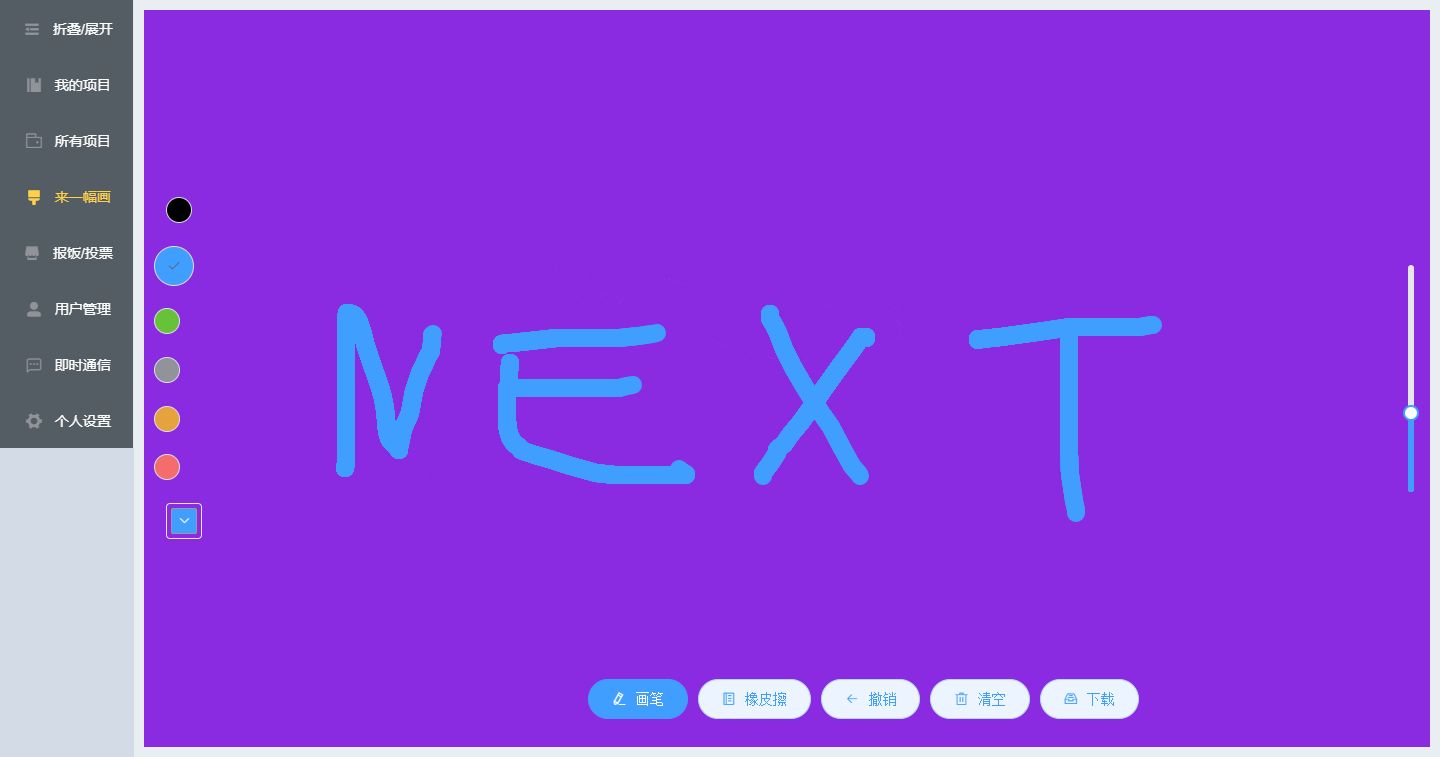 折叠/展开
我的项目
所有项目
来一幅画
报饭/投票
用户管理
即时通信
个人设置
NEXT
画笔
橡皮擦
撤销
清空
下载